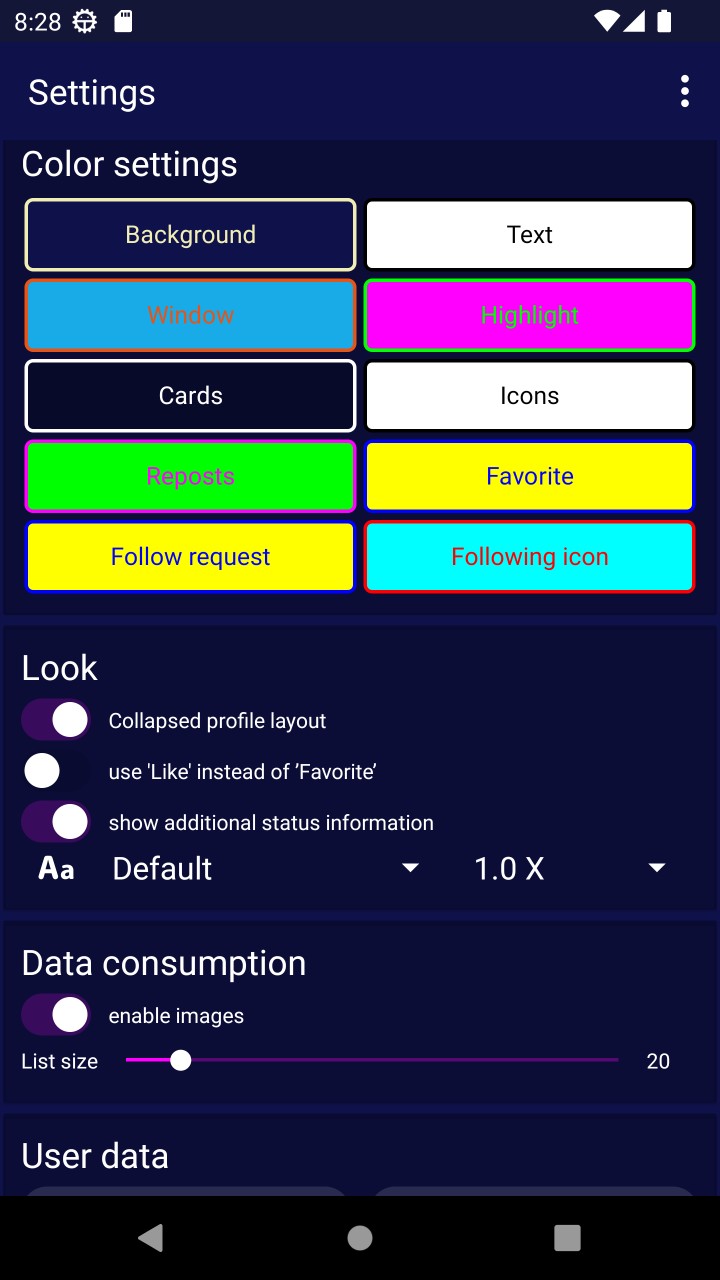 8:28
Settings
Color settings
Background Text
Window Highlight
Cards Icons
Reposts Favorite
Follow request Following icon
Look
Collapsed profile layout
use 'Like' instead of ’Favorite’
show additional status information
Aa Default 1.0 X
Data consumption
enable images
List size 20
User data